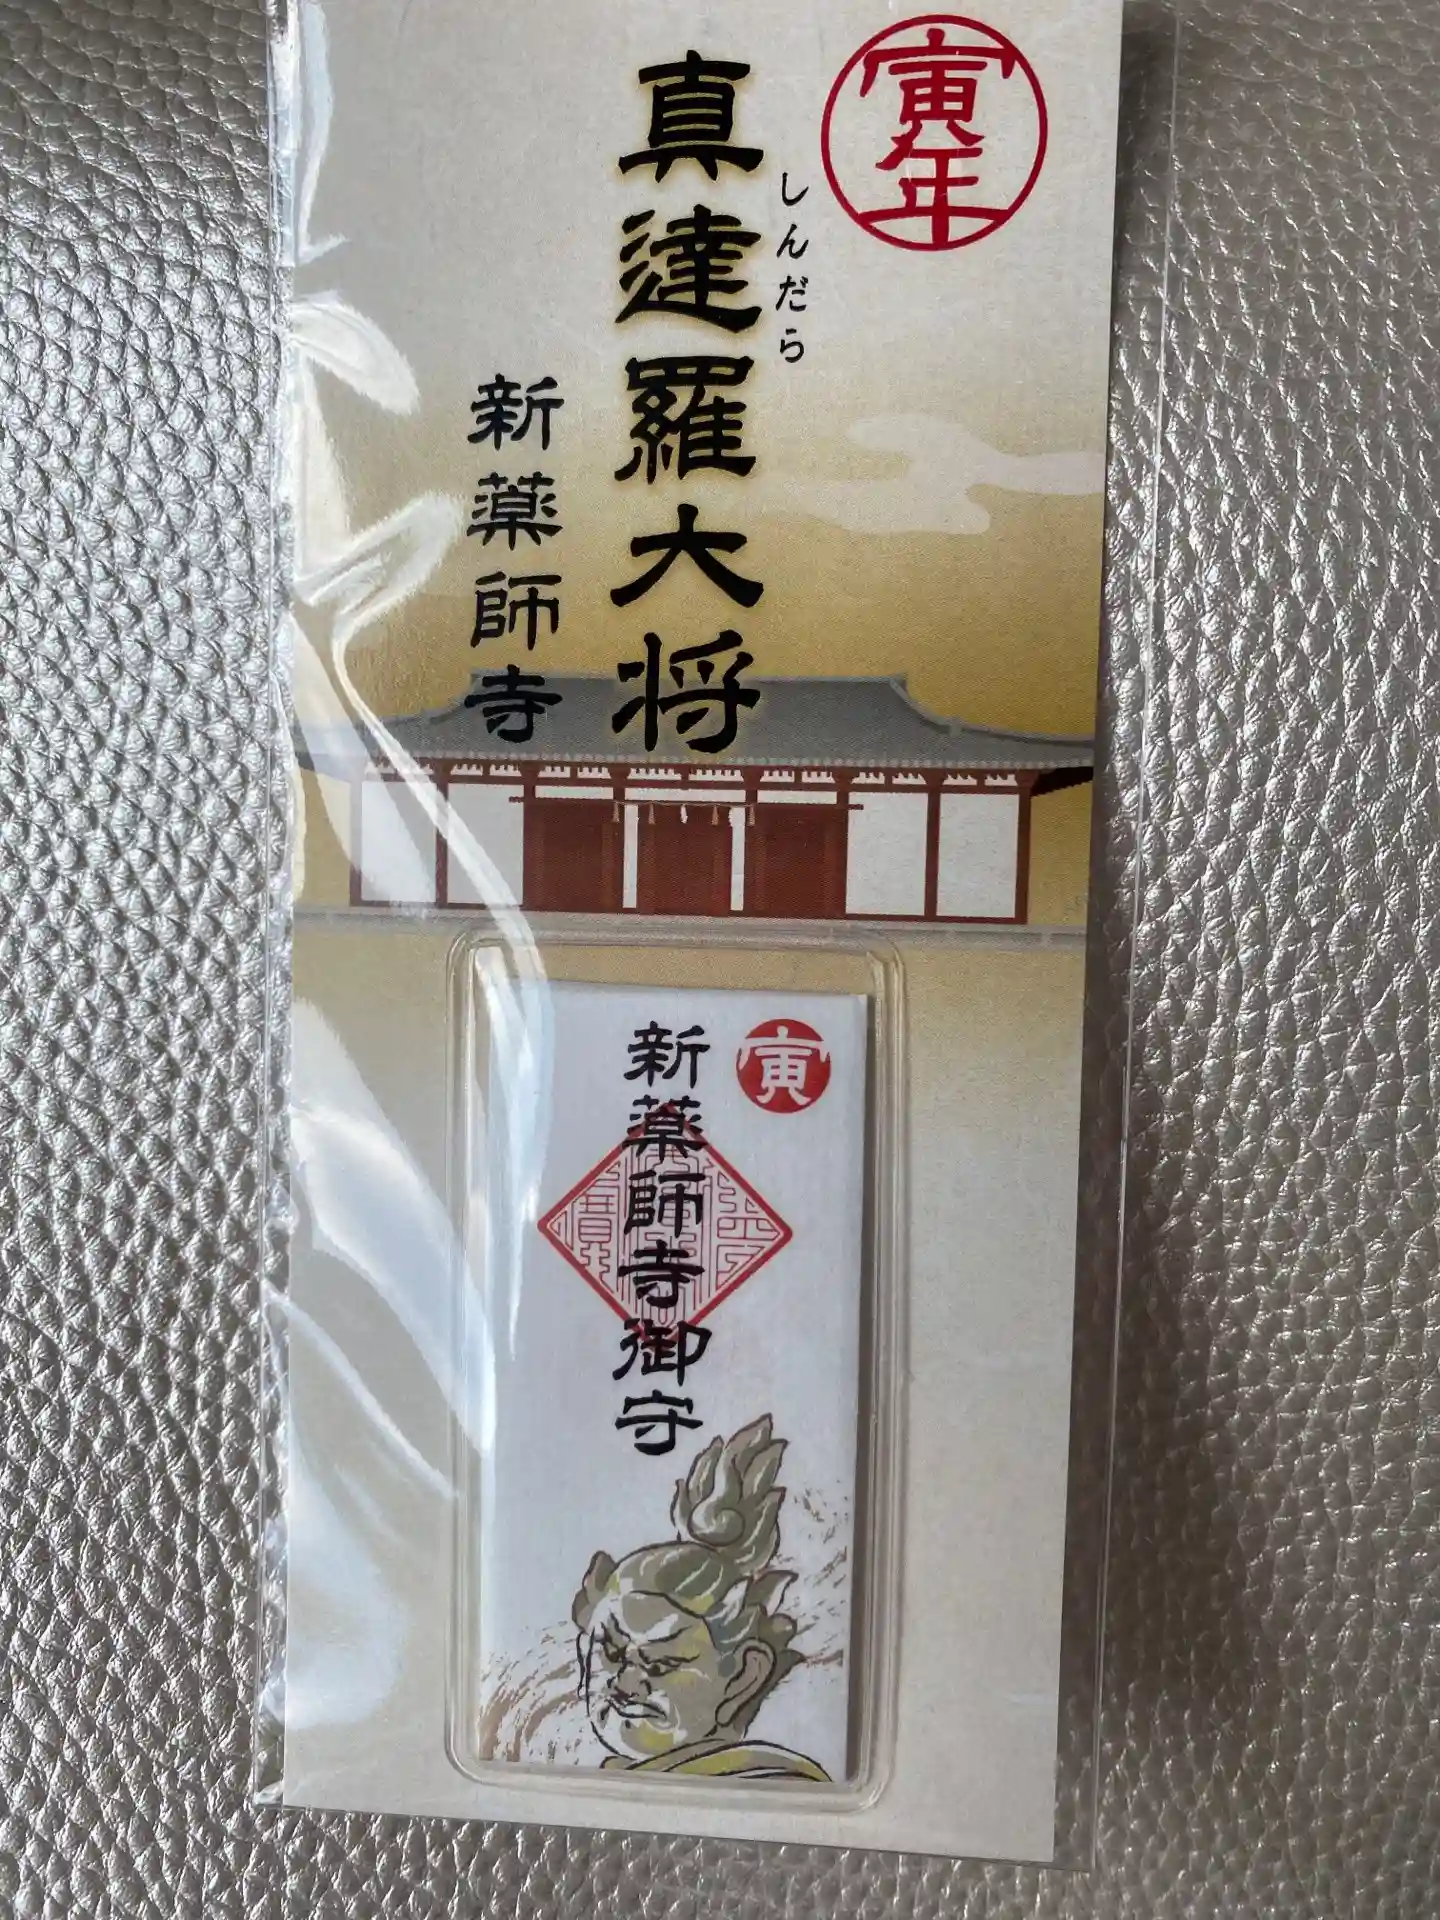 寅年
真達羅大将
しんだら
新薬師寺
寅
新薬師寺御守